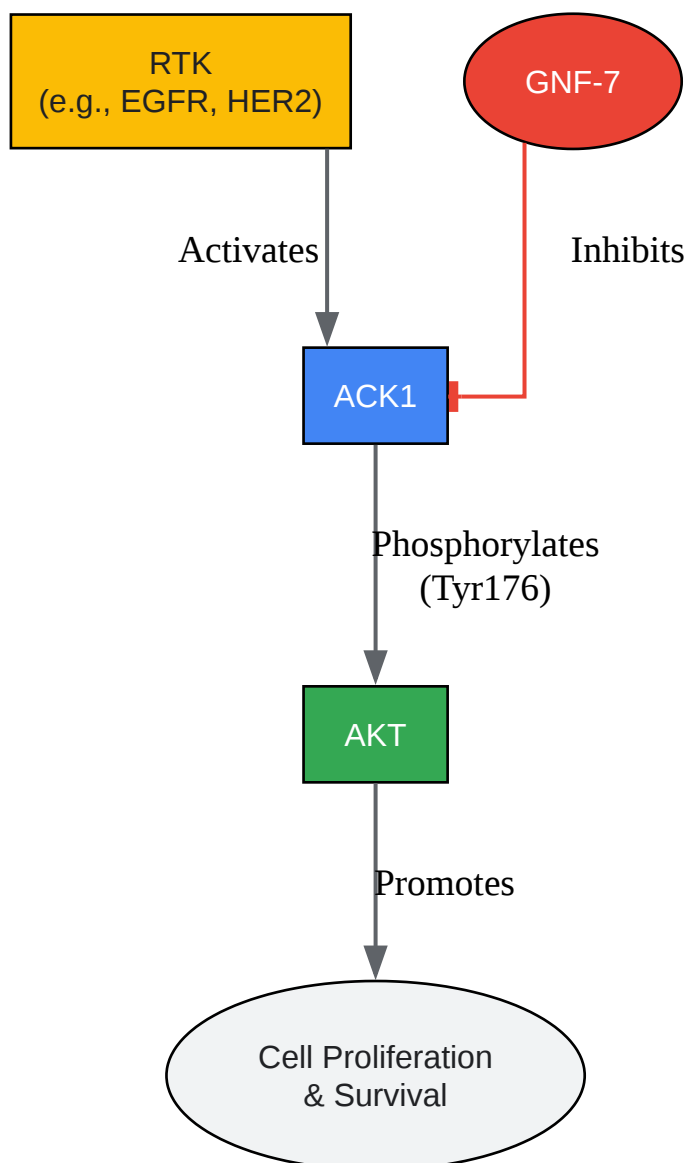 RTK
(e.g., EGFR, HER2)
GNF-7
Activates
Inhibits
ACK1
Phosphorylates
(Tyr176)
AKT
Promotes
Cell Proliferation
& Survival